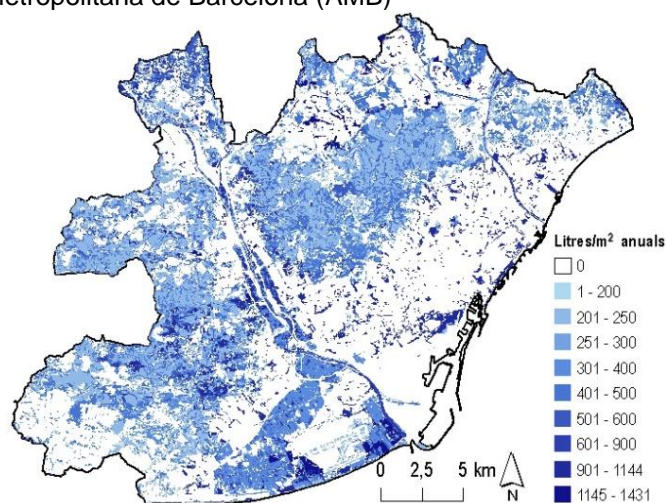 etropolitana de Barcelona (AMB)
Litres/m² anuals
0
1 - 200
201 - 250
251 - 300
301 - 400
401 - 500
501 - 600
601 - 900
901 - 1144
1145 - 1431
0 2,5 5 km
N